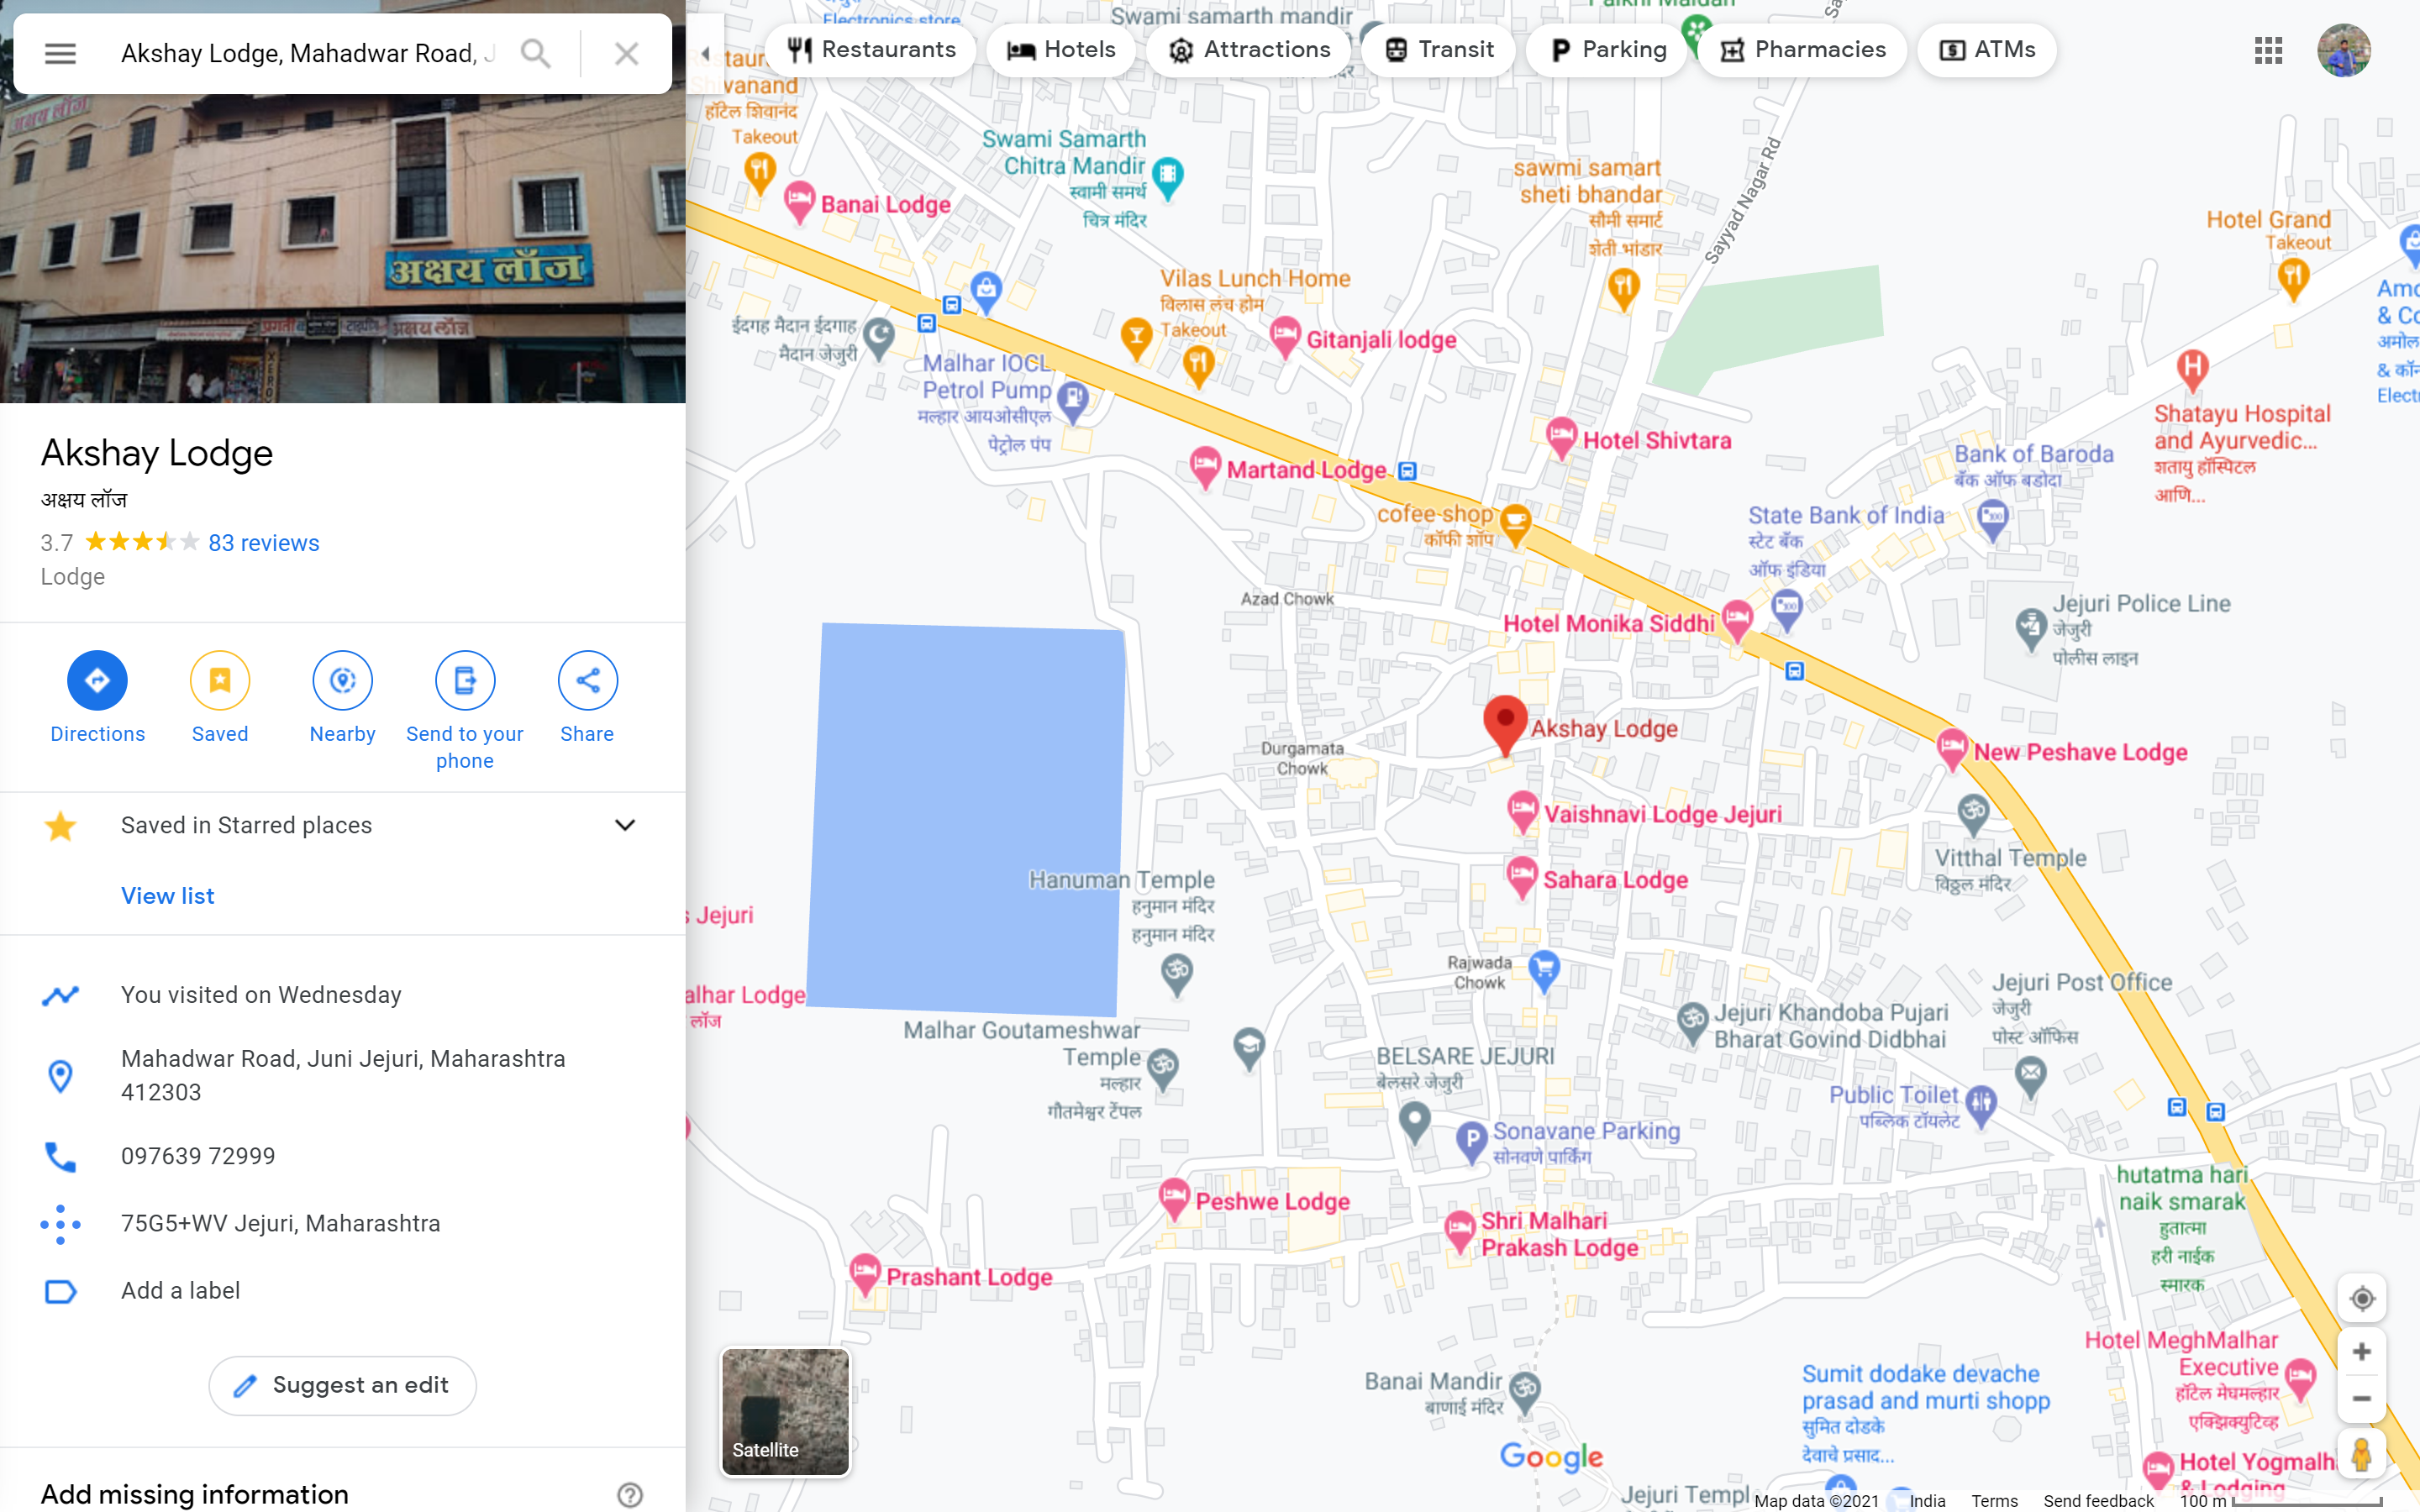 Akshay Lodge, Mahadwar Road, J
Restaurants
Hotels
Attractions
Transit
Parking
Pharmacies
ATMs
अक्षय लॉज
अक्षय लॉज
अक्षय लॉज
Akshay Lodge
अक्षय लॉज
3.7
83 reviews
Lodge
Directions
Saved
Nearby
Send to your
phone
Share
Saved in Starred places
View list
You visited on Wednesday
Mahadwar Road, Juni Jejuri, Maharashtra
412303
097639 72999
75G5+WV Jejuri, Maharashtra
Add a label
Suggest an edit
Add missing information
Electronics store
Swami samarth mandir
Shivanand
हॉटेल शिवानंद
Takeout
Banai Lodge
Swami Samarth
Chitra Mandir
स्वामी समर्थ
चित्र मंदिर
sawmi samart
sheti bhandar
सौमी समार्ट
शेती भांडार
Sayyad Nagar Rd
Hotel Grand
Takeout
Vilas Lunch Home
विलास लंच होम
Takeout
Gitanjali lodge
ईदगाह मैदान ईदगाह
मैदान जेजुरी
Malhar IOCL
Petrol Pump
मल्हार आयओसीएल
पेट्रोल पंप
Martand Lodge
Hotel Shivtara
Shatayu Hospital
and Ayurvedic...
शतायु हॉस्पिटल
आणि...
Bank of Baroda
बँक ऑफ बडोदा
State Bank of India
स्टेट बँक
ऑफ इंडिया
cofee shop
कॉफी शॉप
Azad Chowk
Hotel Monika Siddhi
Jejuri Police Line
जेजुरी
पोलीस लाइन
Akshay Lodge
Durgamata
Chowk
New Peshave Lodge
Vaishnavi Lodge Jejuri
Vitthal Temple
विठ्ठल मंदिर
Hanuman Temple
हनुमान मंदिर
हनुमान मंदिर
Sahara Lodge
Jejuri
alhar Lodge
लॉज
Rajwada
Chowk
Jejuri Post Office
जेजुरी
पोस्ट ऑफिस
Jejuri Khandoba Pujari
Bharat Govind Didbhai
Malhar Goutameshwar
Temple
मल्हार
गौतमेश्वर टेंपल
BELSARE JEJURI
बेलसरे जेजुरी
Public Toilet
पब्लिक टॉयलेट
Sonavane Parking
सोनवणे पार्किंग
hutatma hari
naik smarak
हुतात्मा
हरी नाईक
स्मारक
Peshwe Lodge
Shri Malhari
Prakash Lodge
Prashant Lodge
Hotel MeghMalhar
Executive
हॉटेल मेघमल्हार
एक्झिक्युटिव्ह
Banai Mandir
बाणाई मंदिर
Sumit dodake devache
prasad and murti shopp
सुमित दोडके
देवाचे प्रसाद...
Satellite
Google
Hotel Yogmalh
& Lodging
Jejuri Templ
Map data ©2021
India
Terms
Send feedback
100 m